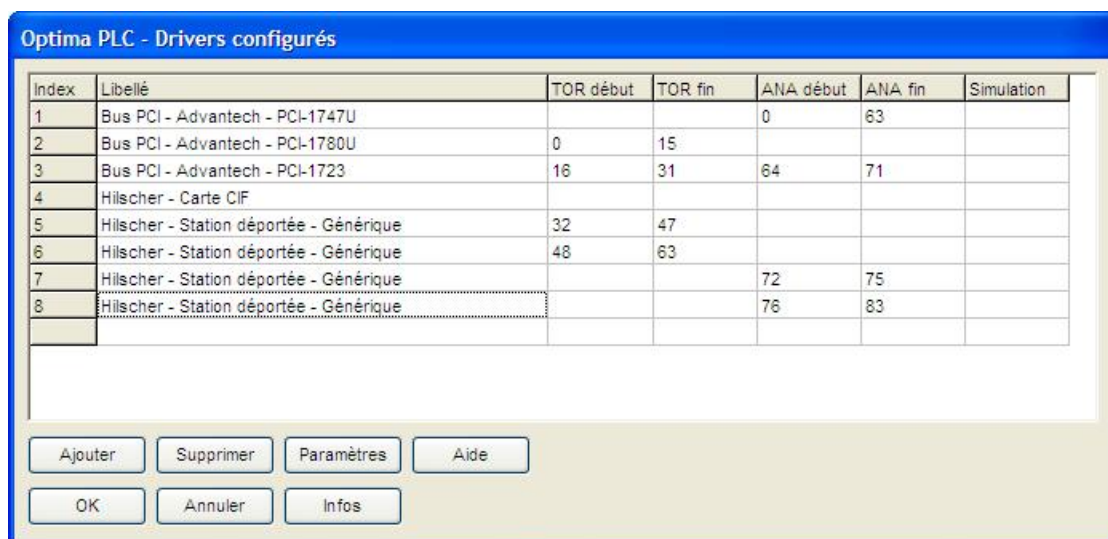 Optima PLC - Drivers configurés
Index Libellé TOR début TOR fin ANA début ANA fin Simulation
1 Bus PCI - Advantech - PCI-1747U 0 63
2 Bus PCI - Advantech - PCI-1780U 0 15
3 Bus PCI - Advantech - PCI-1723 16 31 64 71
4 Hilscher - Carte CIF
5 Hilscher - Station déportée - Générique 32 47
6 Hilscher - Station déportée - Générique 48 63
7 Hilscher - Station déportée - Générique 72 75
8 Hilscher - Station déportée - Générique 76 83
Ajouter Supprimer Paramètres Aide
OK Annuler Infos